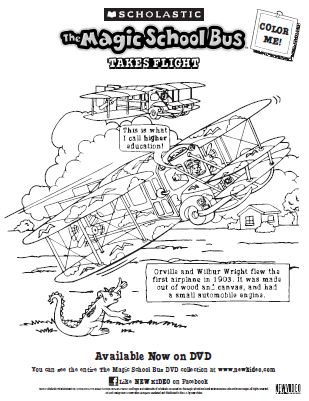 SCHOLASTIC
The Magic School Bus
TAKES FLIGHT
COLOR
ME!
This is what
I call higher
education!
Orville and Wilbur Wright flew the
first airplane in 1903. It was made
out of wood and canvas, and had
a small automobile engine.
Available Now on DVD
You can see the entire The Magic School Bus DVD collection at www.newkideo.com.
f Like NEW KIDEO on Facebook
NEWVIDEO